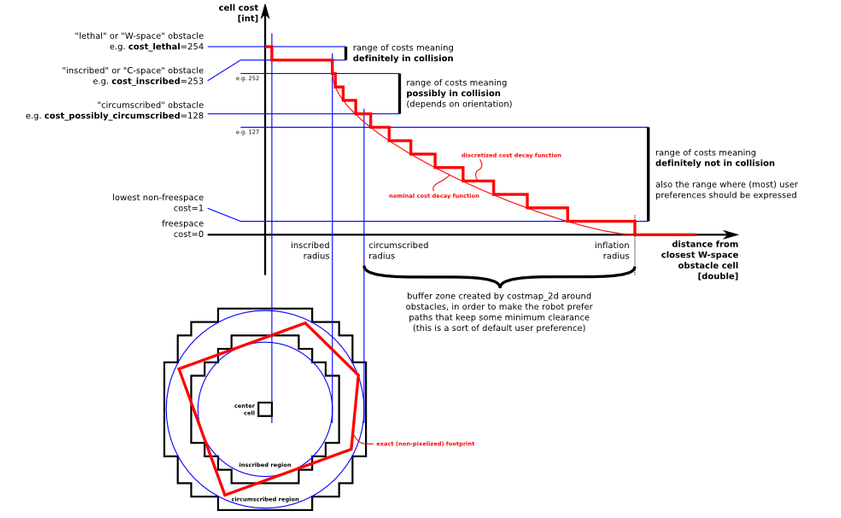 cell cost
[int]
"lethal" or "W-space" obstacle
e.g. cost_lethal=254
range of costs meaning
definitely in collision
"inscribed" or "C-space" obstacle
e.g. cost_inscribed=253
e.g. 252
range of costs meaning
possibly in collision
(depends on orientation)
"circumscribed" obstacle
e.g. cost_possibly_circumscribed=128
e.g. 127
range of costs meaning
definitely not in collision
also the range where (most) user
preferences should be expressed
discretized cost decay function
nominal cost decay function
lowest non-freespace
cost=1
freespace
cost=0
inscribed
radius
circumscribed
radius
inflation
radius
distance from
closest W-space
obstacle cell
[double]
buffer zone created by costmap_2d around
obstacles, in order to make the robot prefer
paths that keep some minimum clearance
(this is a sort of default user preference)
center
cell
exact (non-pixelized) footprint
inscribed region
circumscribed region